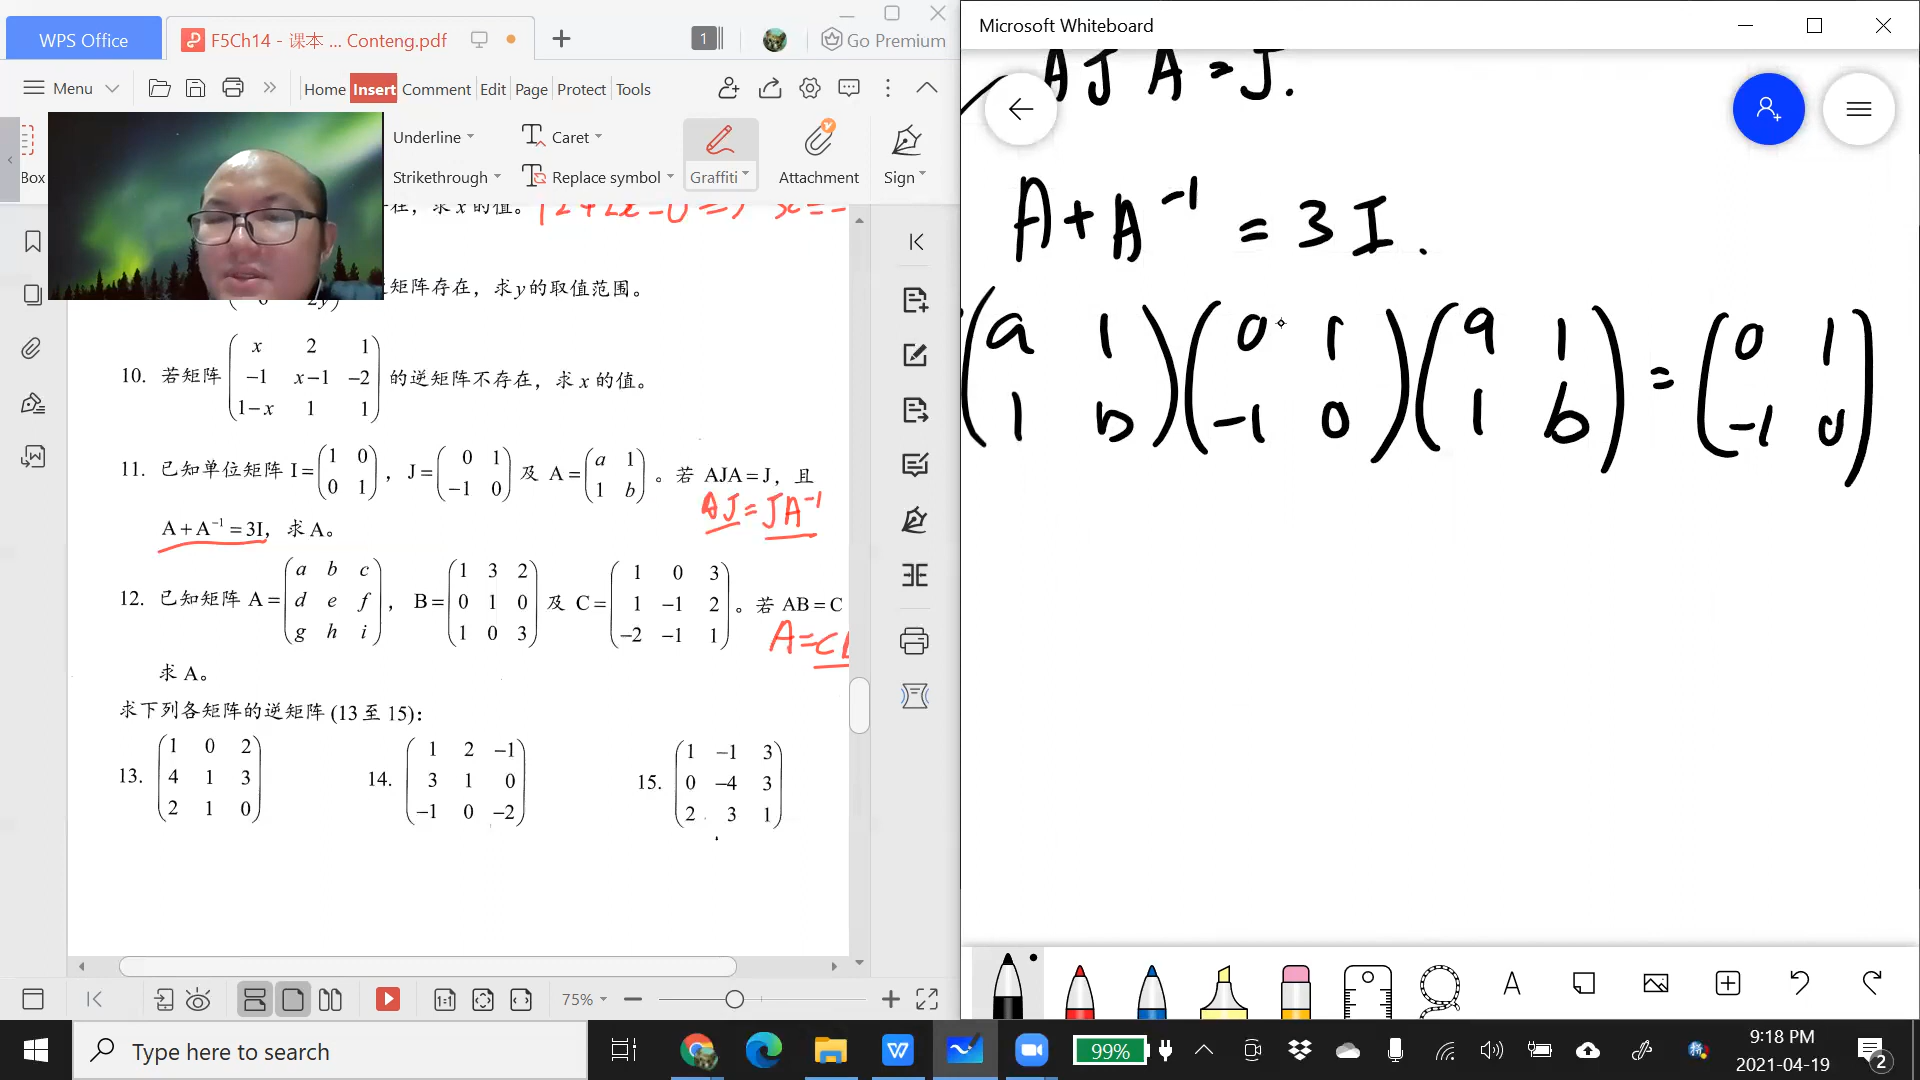 WPS Office
F5Ch14 - 课本 ... Conteng.pdf
1
Go Premium
Menu
Home Insert Comment Edit Page Protect Tools
Box
Underline
Caret
Strikethrough
Replace symbol
Graffiti
Attachment
Sign
求 x 的值。
矩阵存在，求 y 的取值范围。
10. 若矩阵 (x 2 1; −1 x−1 −2; 1−x 1 1) 的逆矩阵不存在，求 x 的值。
11. 已知单位矩阵 I = (1 0; 0 1)，J = (0 1; −1 0) 及 A = (a 1; 1 b)。若 AJA = J，且
AJ = JA⁻¹
A + A⁻¹ = 3I，求 A。
12. 已知矩阵 A = (a b c; d e f; g h i)，B = (1 3 2; 0 1 0; 1 0 3) 及 C = (1 0 3; 1 −1 2; −2 −1 1)。若 AB = C
A = C
求 A。
求下列各矩阵的逆矩阵 (13 至 15)：
13. (1 0 2; 4 1 3; 2 1 0)
14. (1 2 −1; 3 1 0; −1 0 −2)
15. (1 −1 3; 0 −4 3; 2 3 1)
75%
Microsoft Whiteboard
A J A = J.
A + A⁻¹ = 3 I.
(a 1; 1 b)(0 1; −1 0)(a 1; 1 b) = (0 1; −1 0)
Type here to search
99%
9:18 PM
2021-04-19
2